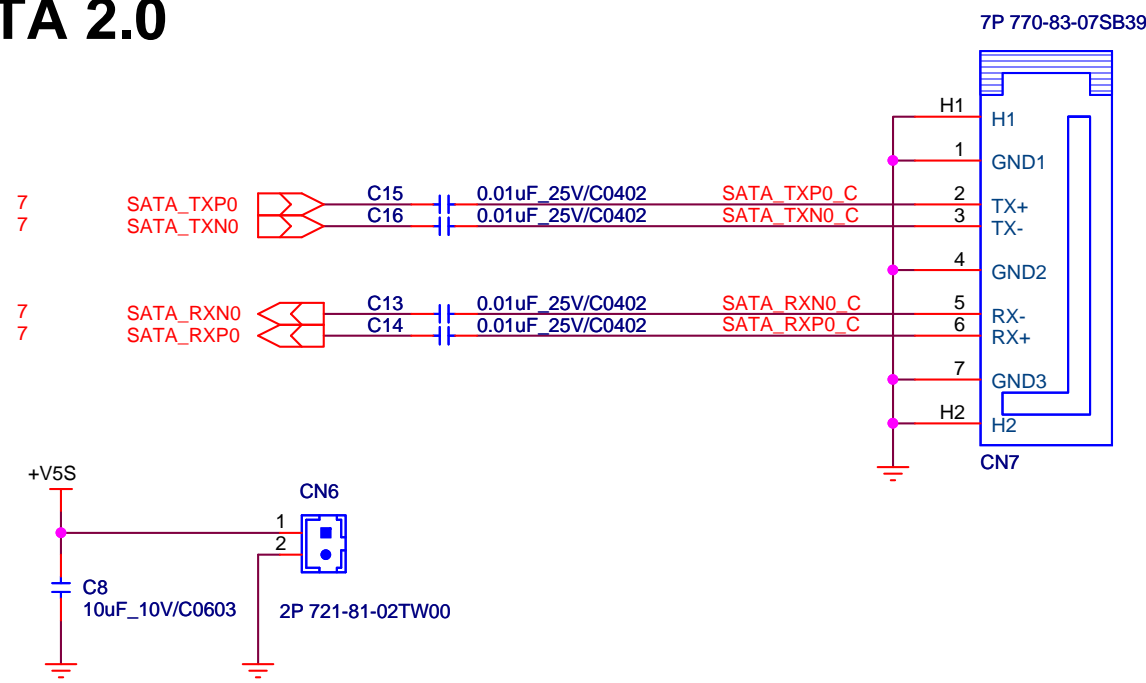 TA 2.0
7P 770-83-07SB39
H1 H1
1 GND1
7 SATA_TXP0 C15 0.01uF_25V/C0402 SATA_TXP0_C 2 TX+
7 SATA_TXN0 C16 0.01uF_25V/C0402 SATA_TXN0_C 3 TX-
4 GND2
7 SATA_RXN0 C13 0.01uF_25V/C0402 SATA_RXN0_C 5 RX-
7 SATA_RXP0 C14 0.01uF_25V/C0402 SATA_RXP0_C 6 RX+
7 GND3
H2 H2
CN7
+V5S
CN6
1
2
C8
10uF_10V/C0603
2P 721-81-02TW00